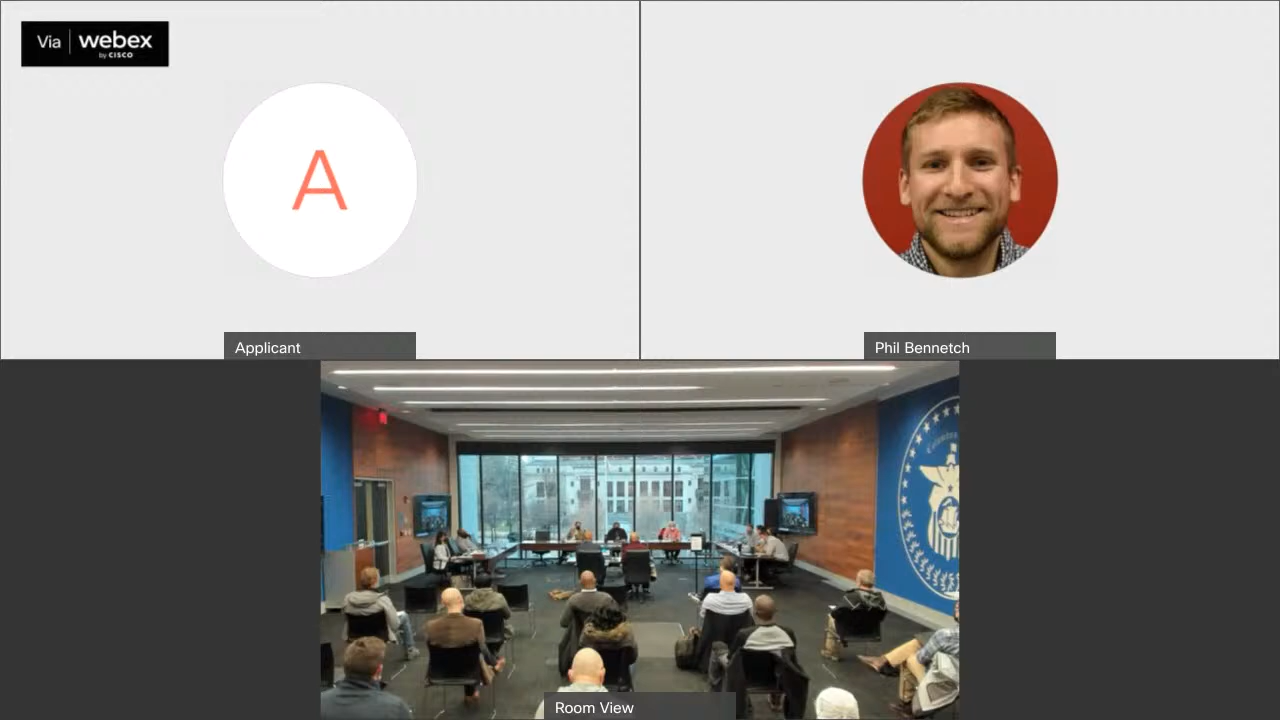 Via webex
by CISCO
A
Applicant
Phil Bennetch
Room View